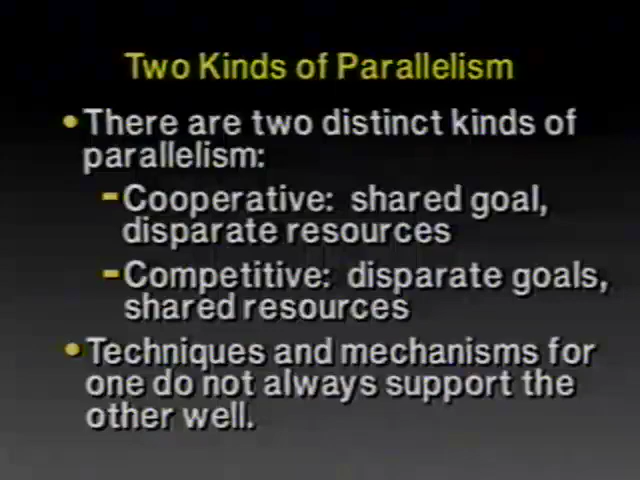 Two Kinds of Parallelism
•There are two distinct kinds of
parallelism:
-Cooperative: shared goal,
disparate resources
-Competitive: disparate goals,
shared resources
•Techniques and mechanisms for
one do not always support the
other well.